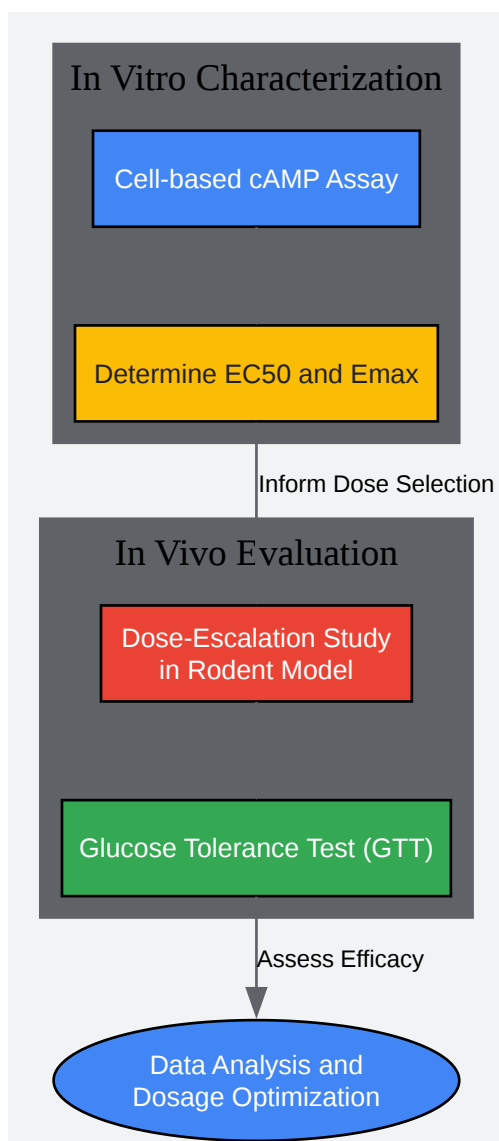 In Vitro Characterization
Cell-based cAMP Assay
Determine EC50 and Emax
Inform Dose Selection
In Vivo Evaluation
Dose-Escalation Study
in Rodent Model
Glucose Tolerance Test (GTT)
Assess Efficacy
Data Analysis and
Dosage Optimization